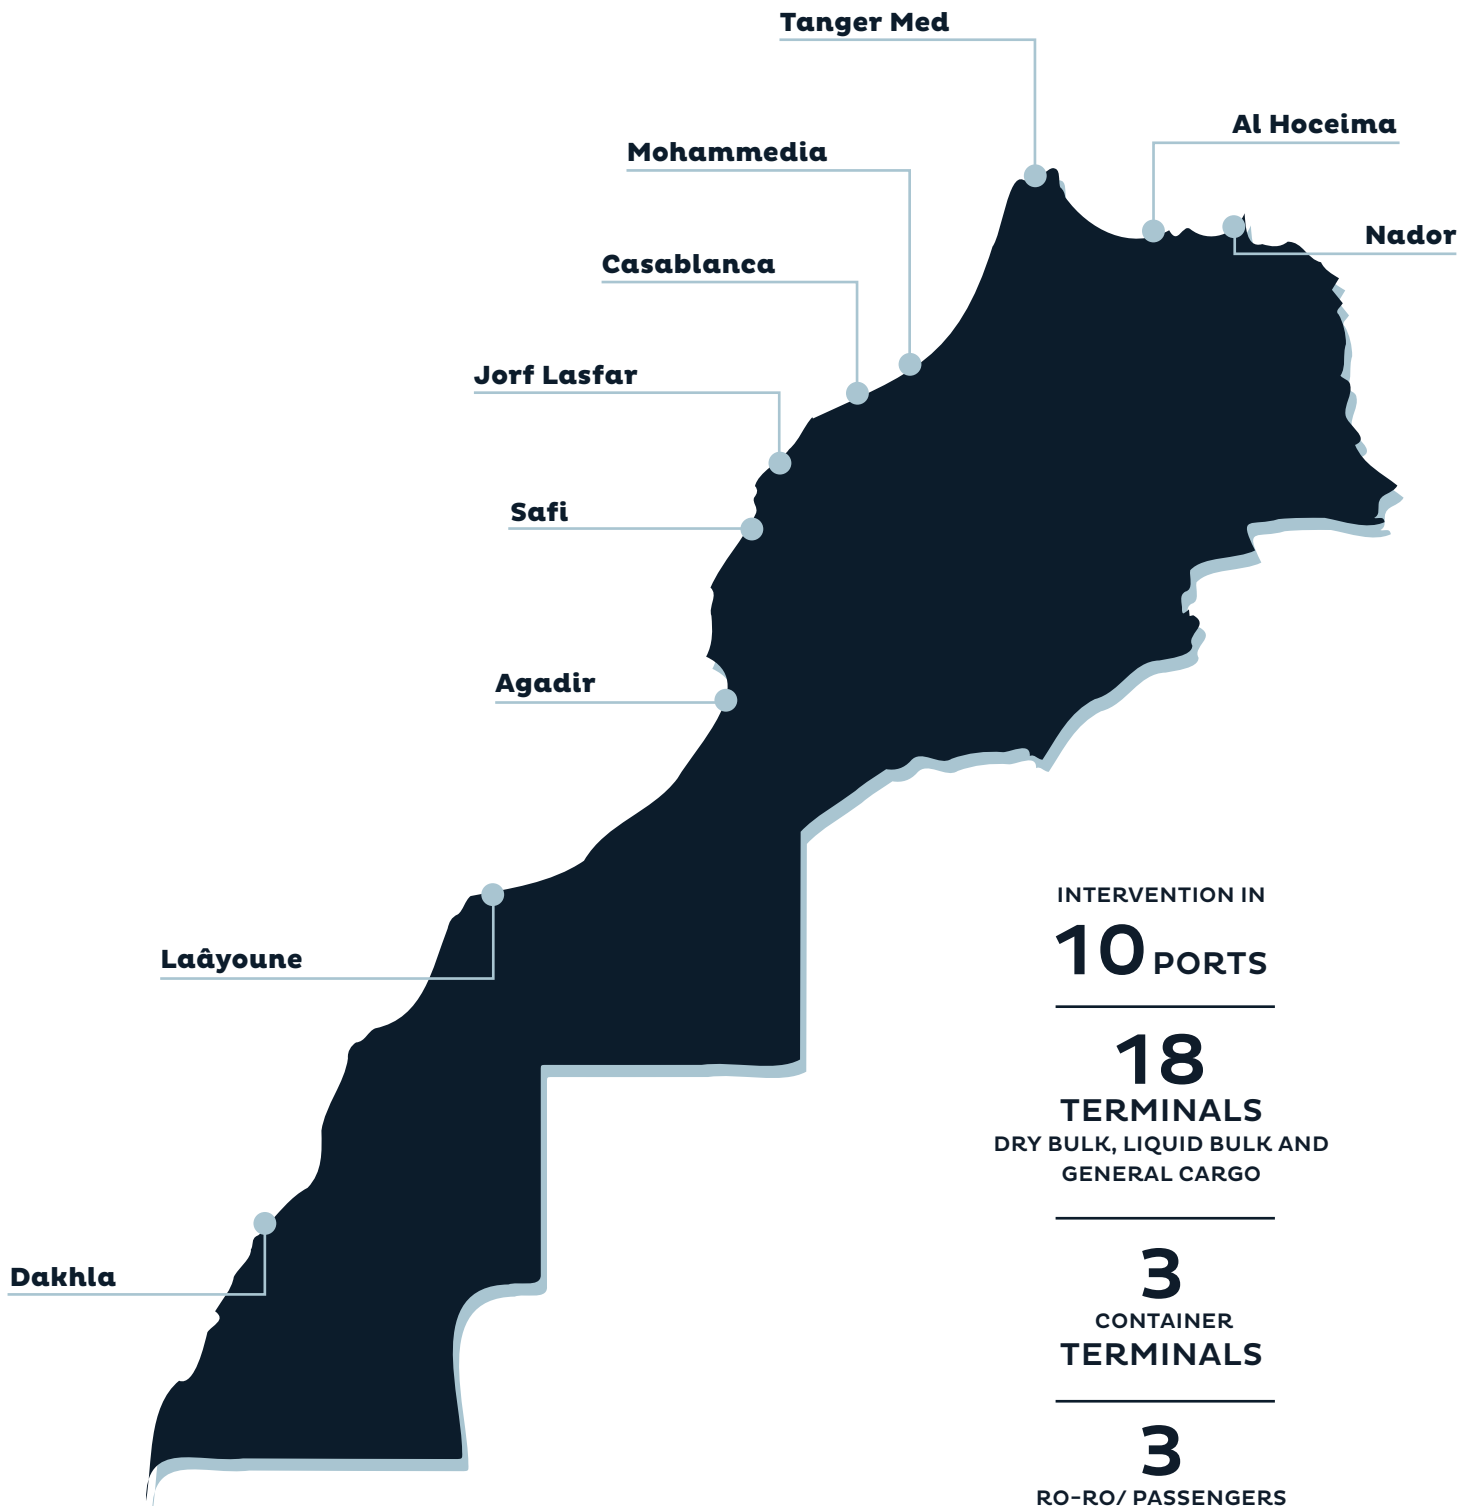 Tanger Med
Al Hoceima
Mohammedia
Nador
Casablanca
Jorf Lasfar
Safi
Agadir
Laâyoune
Dakhla
INTERVENTION IN
10 PORTS
18
TERMINALS
DRY BULK, LIQUID BULK AND
GENERAL CARGO
3
CONTAINER
TERMINALS
3
RO-RO/ PASSENGERS